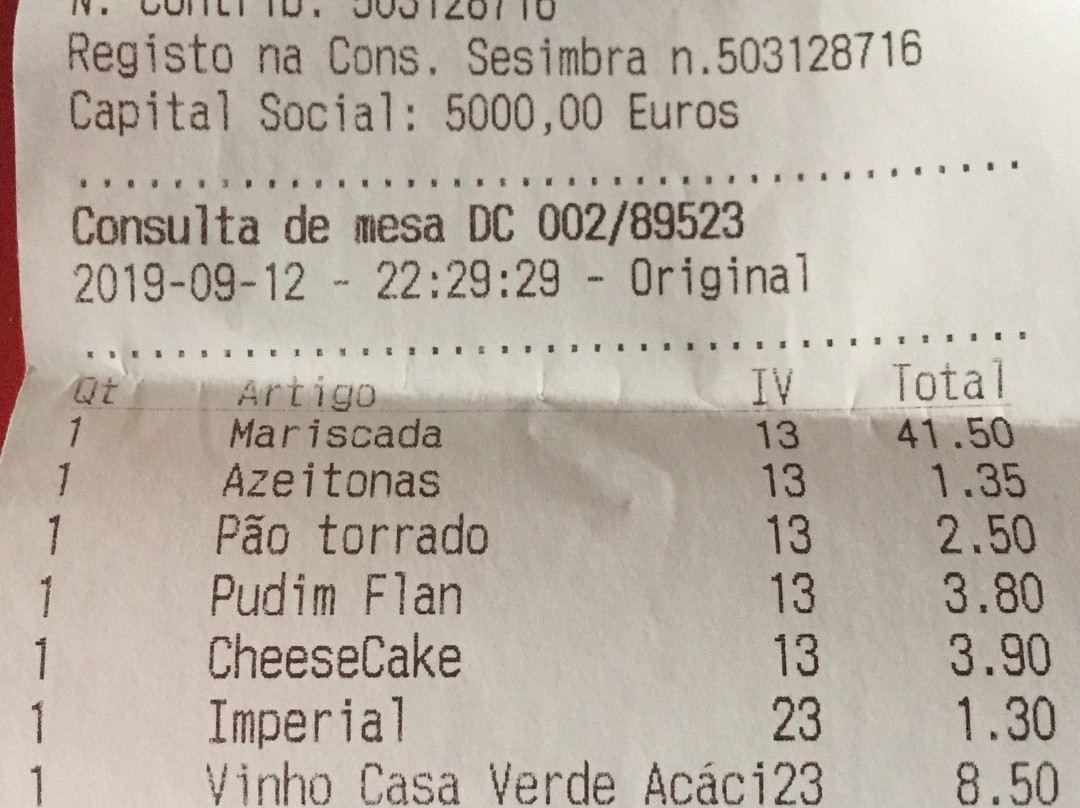 N. Contrib. 503128716
Registo na Cons. Sesimbra n.503128716
Capital Social: 5000,00 Euros
Consulta de mesa DC 002/89523
2019-09-12 - 22:29:29 - Original
Qt Artigo IV Total
1 Mariscada 13 41.50
1 Azeitonas 13 1.35
1 Pão torrado 13 2.50
1 Pudim Flan 13 3.80
1 CheeseCake 13 3.90
1 Imperial 23 1.30
1 Vinho Casa Verde Acáci23 8.50